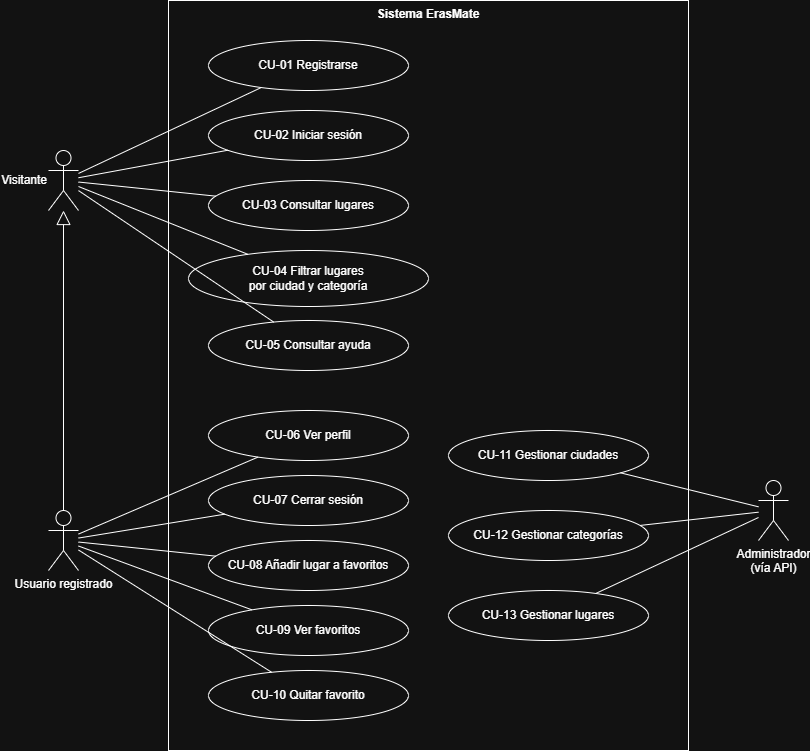 Sistema ErasMate
CU-01 Registrarse
CU-02 Iniciar sesión
Visitante
CU-03 Consultar lugares
CU-04 Filtrar lugares
por ciudad y categoría
CU-05 Consultar ayuda
CU-06 Ver perfil
CU-07 Cerrar sesión
Usuario registrado
CU-08 Añadir lugar a favoritos
CU-09 Ver favoritos
CU-10 Quitar favorito
CU-11 Gestionar ciudades
CU-12 Gestionar categorías
CU-13 Gestionar lugares
Administrador
(vía API)